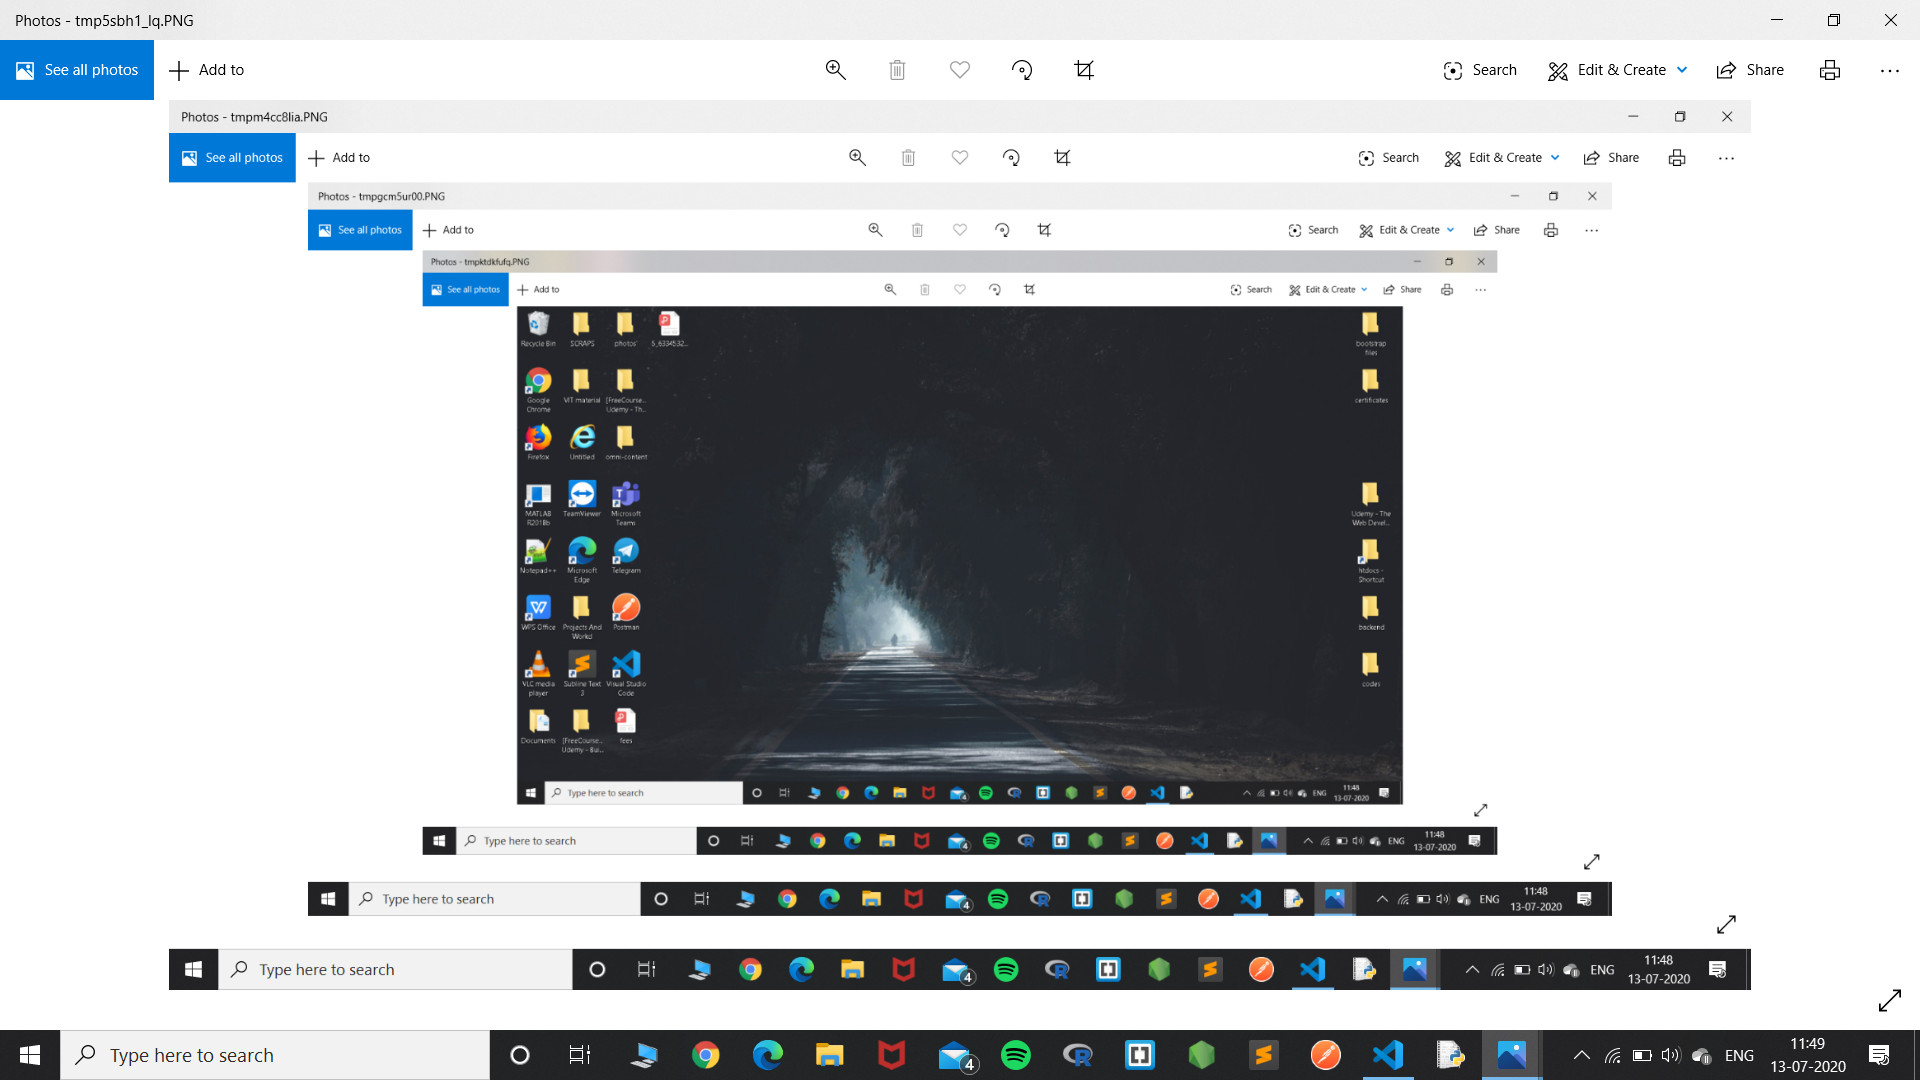 Photos - tmp5sbh1_lq.PNG
See all photos
Add to
Search
Edit & Create
Share
Photos - tmpm4cc8lia.PNG
See all photos
Add to
Search
Edit & Create
Share
Photos - tmpgcm5ur00.PNG
See all photos
Add to
Search
Edit & Create
Share
Photos - tmpktdkfufq.PNG
See all photos
Add to
Search
Edit & Create
Share
Recycle Bin
SCRAPS
photos'
5_6334532...
bootstrap
files
Google
Chrome
VIT material
[FreeCourse...
Udemy - Th...
certificates
Firefox
Untitled
omni-content
MATLAB
R2018b
TeamViewer
Microsoft
Teams
Udemy - The
Web Devel...
Notepad++
Microsoft
Edge
Telegram
htdocs -
Shortcut
WPS Office
Projects And
Workd
Postman
backend
VLC media
player
Sublime Text
3
Visual Studio
Code
codes
Documents
[FreeCourse...
Udemy - Bui...
fees
Type here to search
4
ENG
11:48
13-07-2020
Type here to search
4
ENG
11:48
13-07-2020
Type here to search
4
ENG
11:48
13-07-2020
Type here to search
4
ENG
11:48
13-07-2020
Type here to search
4
ENG
11:49
13-07-2020